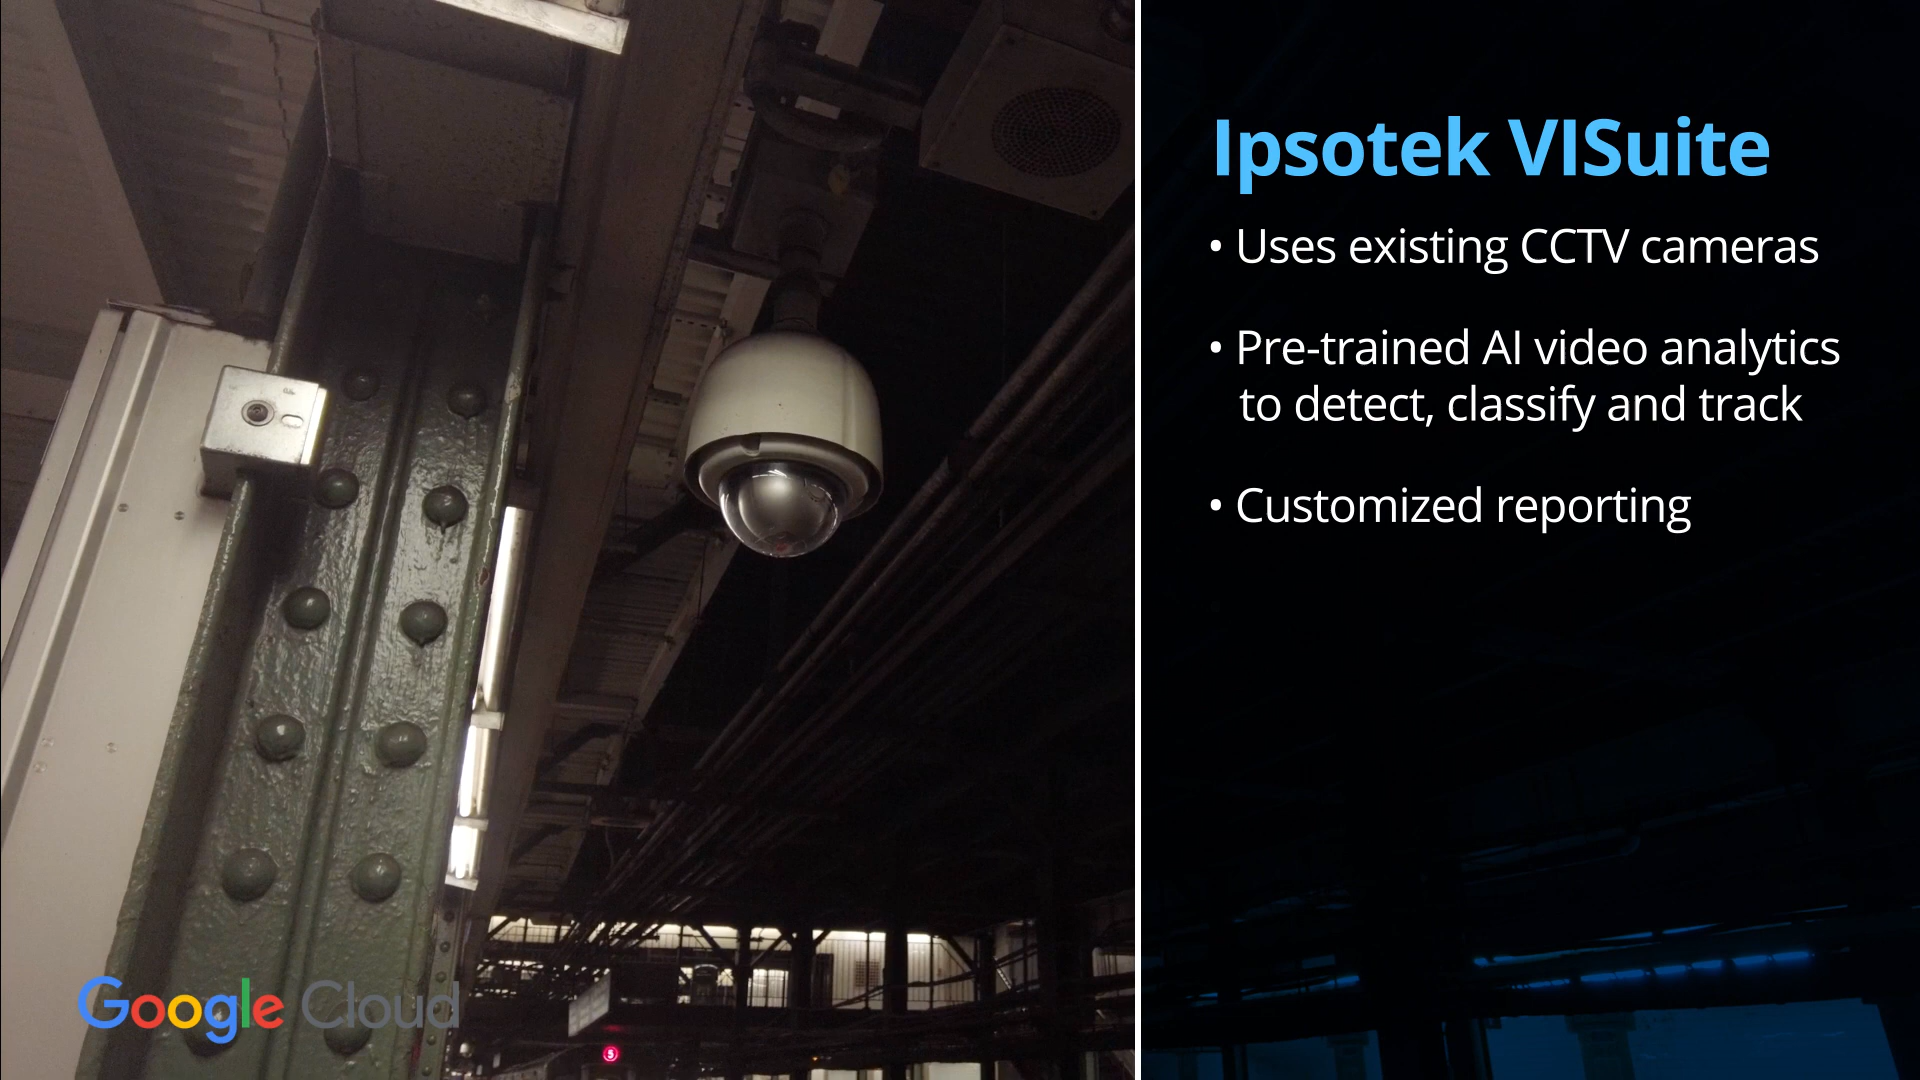 Ipsotek VISuite
• Uses existing CCTV cameras
• Pre-trained AI video analytics
to detect, classify and track
• Customized reporting
Google Cloud
5